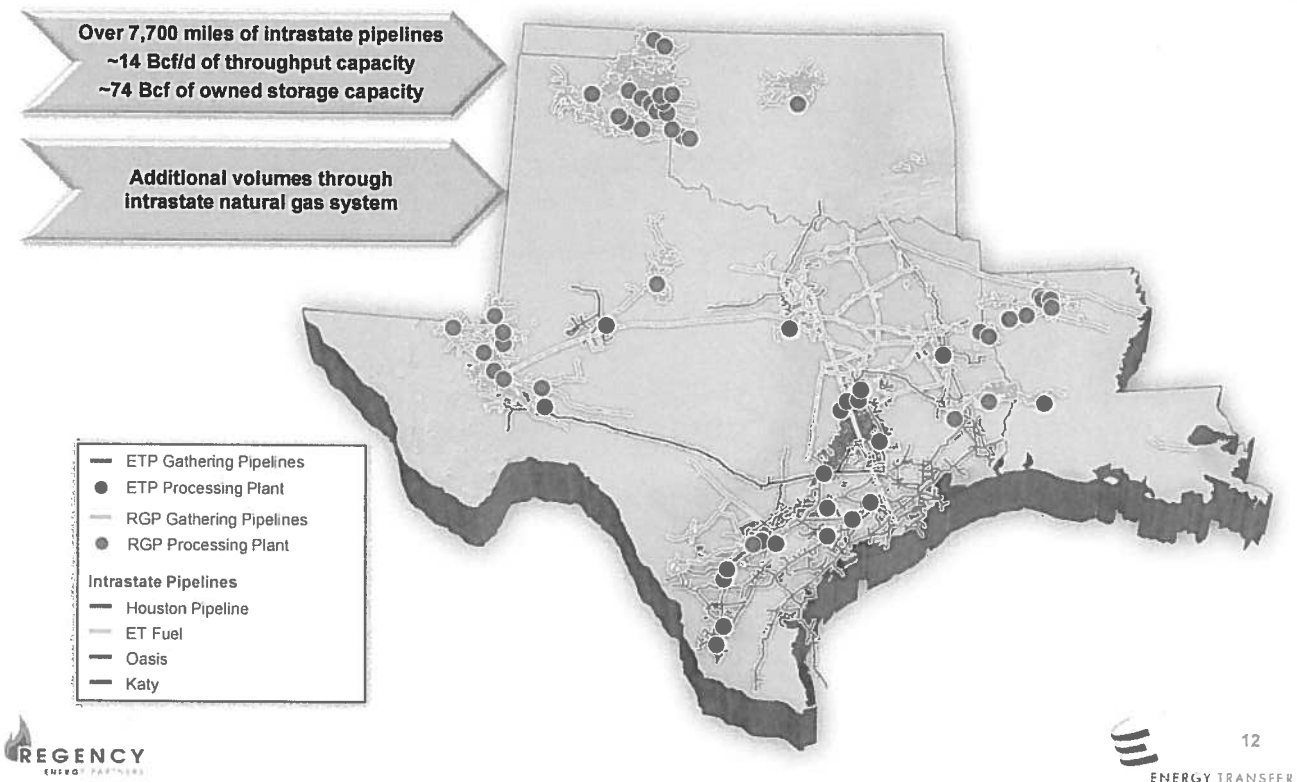 Over 7,700 miles of intrastate pipelines
~14 Bcf/d of throughput capacity
~74 Bcf of owned storage capacity
Additional volumes through
intrastate natural gas system
ETP Gathering Pipelines
ETP Processing Plant
RGP Gathering Pipelines
RGP Processing Plant
Intrastate Pipelines
Houston Pipeline
ET Fuel
Oasis
Katy
REGENCY
ENERGY PARTNERS
12
ENERGY TRANSFER